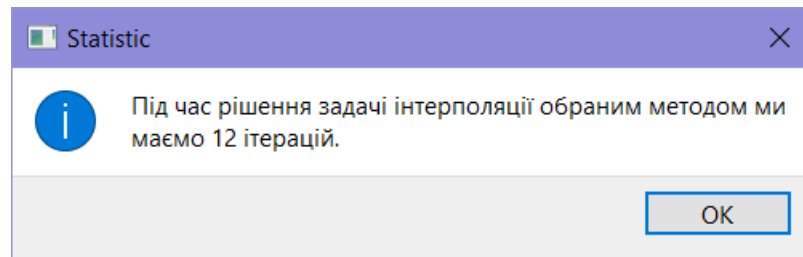 Statistic
Під час рішення задачі інтерполяції обраним методом ми
маємо 12 ітерацій.
OK